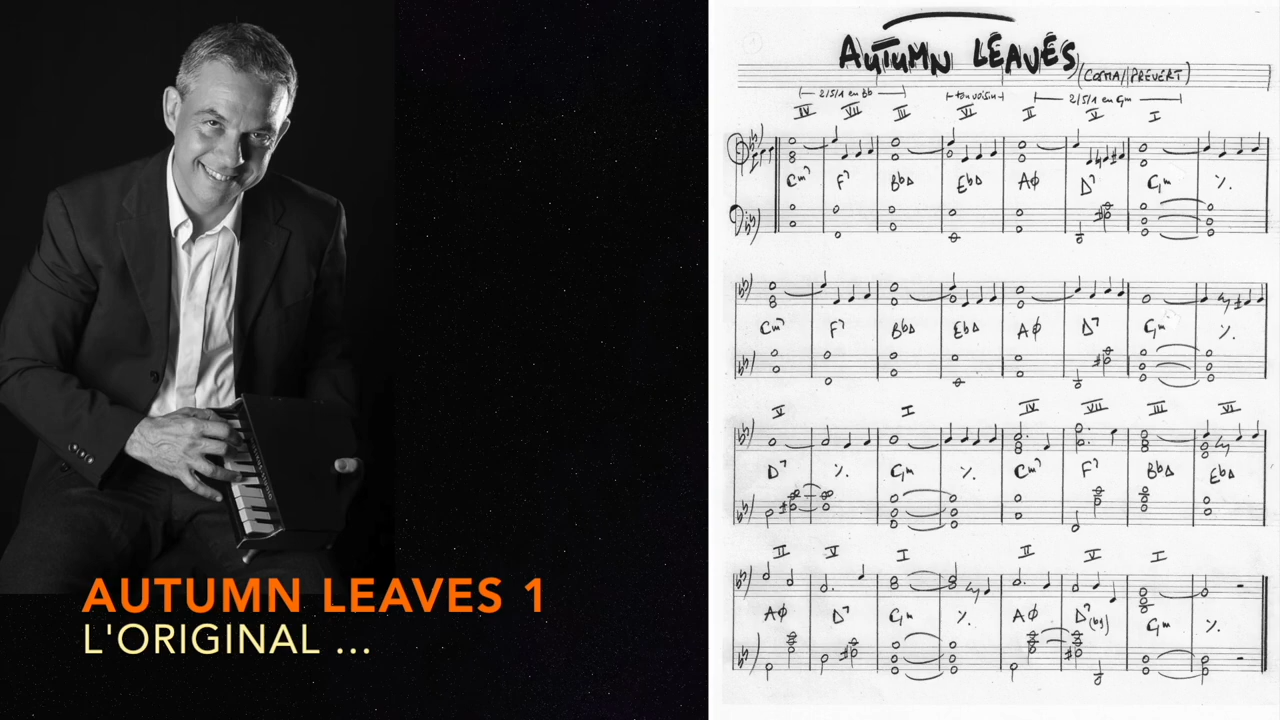 AUTUMN LEAVES 1
L'ORIGINAL ...
AUTUMN LEAVES (COSMA/PREVERT)
2/5/1 en Bb ton voisin 2/5/1 en Gm
IV VII III VI II V I
Cm7 F7 BbΔ EbΔ AØ D7 Gm ٪
Cm7 F7 BbΔ EbΔ AØ D7 Gm ٪
V I IV VII III VI
D7 ٪ Gm ٪ Cm7 F7 BbΔ EbΔ
II V I II V I
AØ D7 Gm ٪ AØ D7(b9) Gm ٪